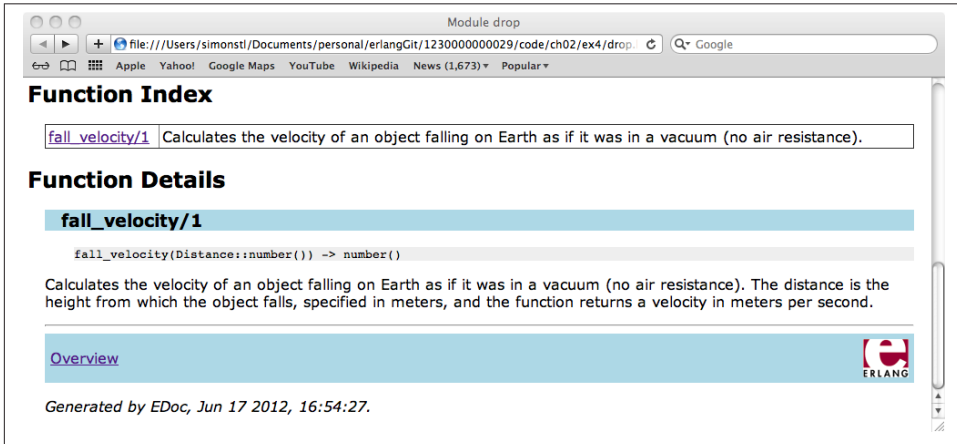 Module drop
file:///Users/simonstl/Documents/personal/erlangGit/1230000000029/code/ch02/ex4/drop.
Google
Apple Yahoo! Google Maps YouTube Wikipedia News (1,673) Popular
Function Index
fall_velocity/1 Calculates the velocity of an object falling on Earth as if it was in a vacuum (no air resistance).
Function Details
fall_velocity/1
fall_velocity(Distance::number()) -> number()
Calculates the velocity of an object falling on Earth as if it was in a vacuum (no air resistance). The distance is the
height from which the object falls, specified in meters, and the function returns a velocity in meters per second.
Overview
e
ERLANG
Generated by EDoc, Jun 17 2012, 16:54:27.